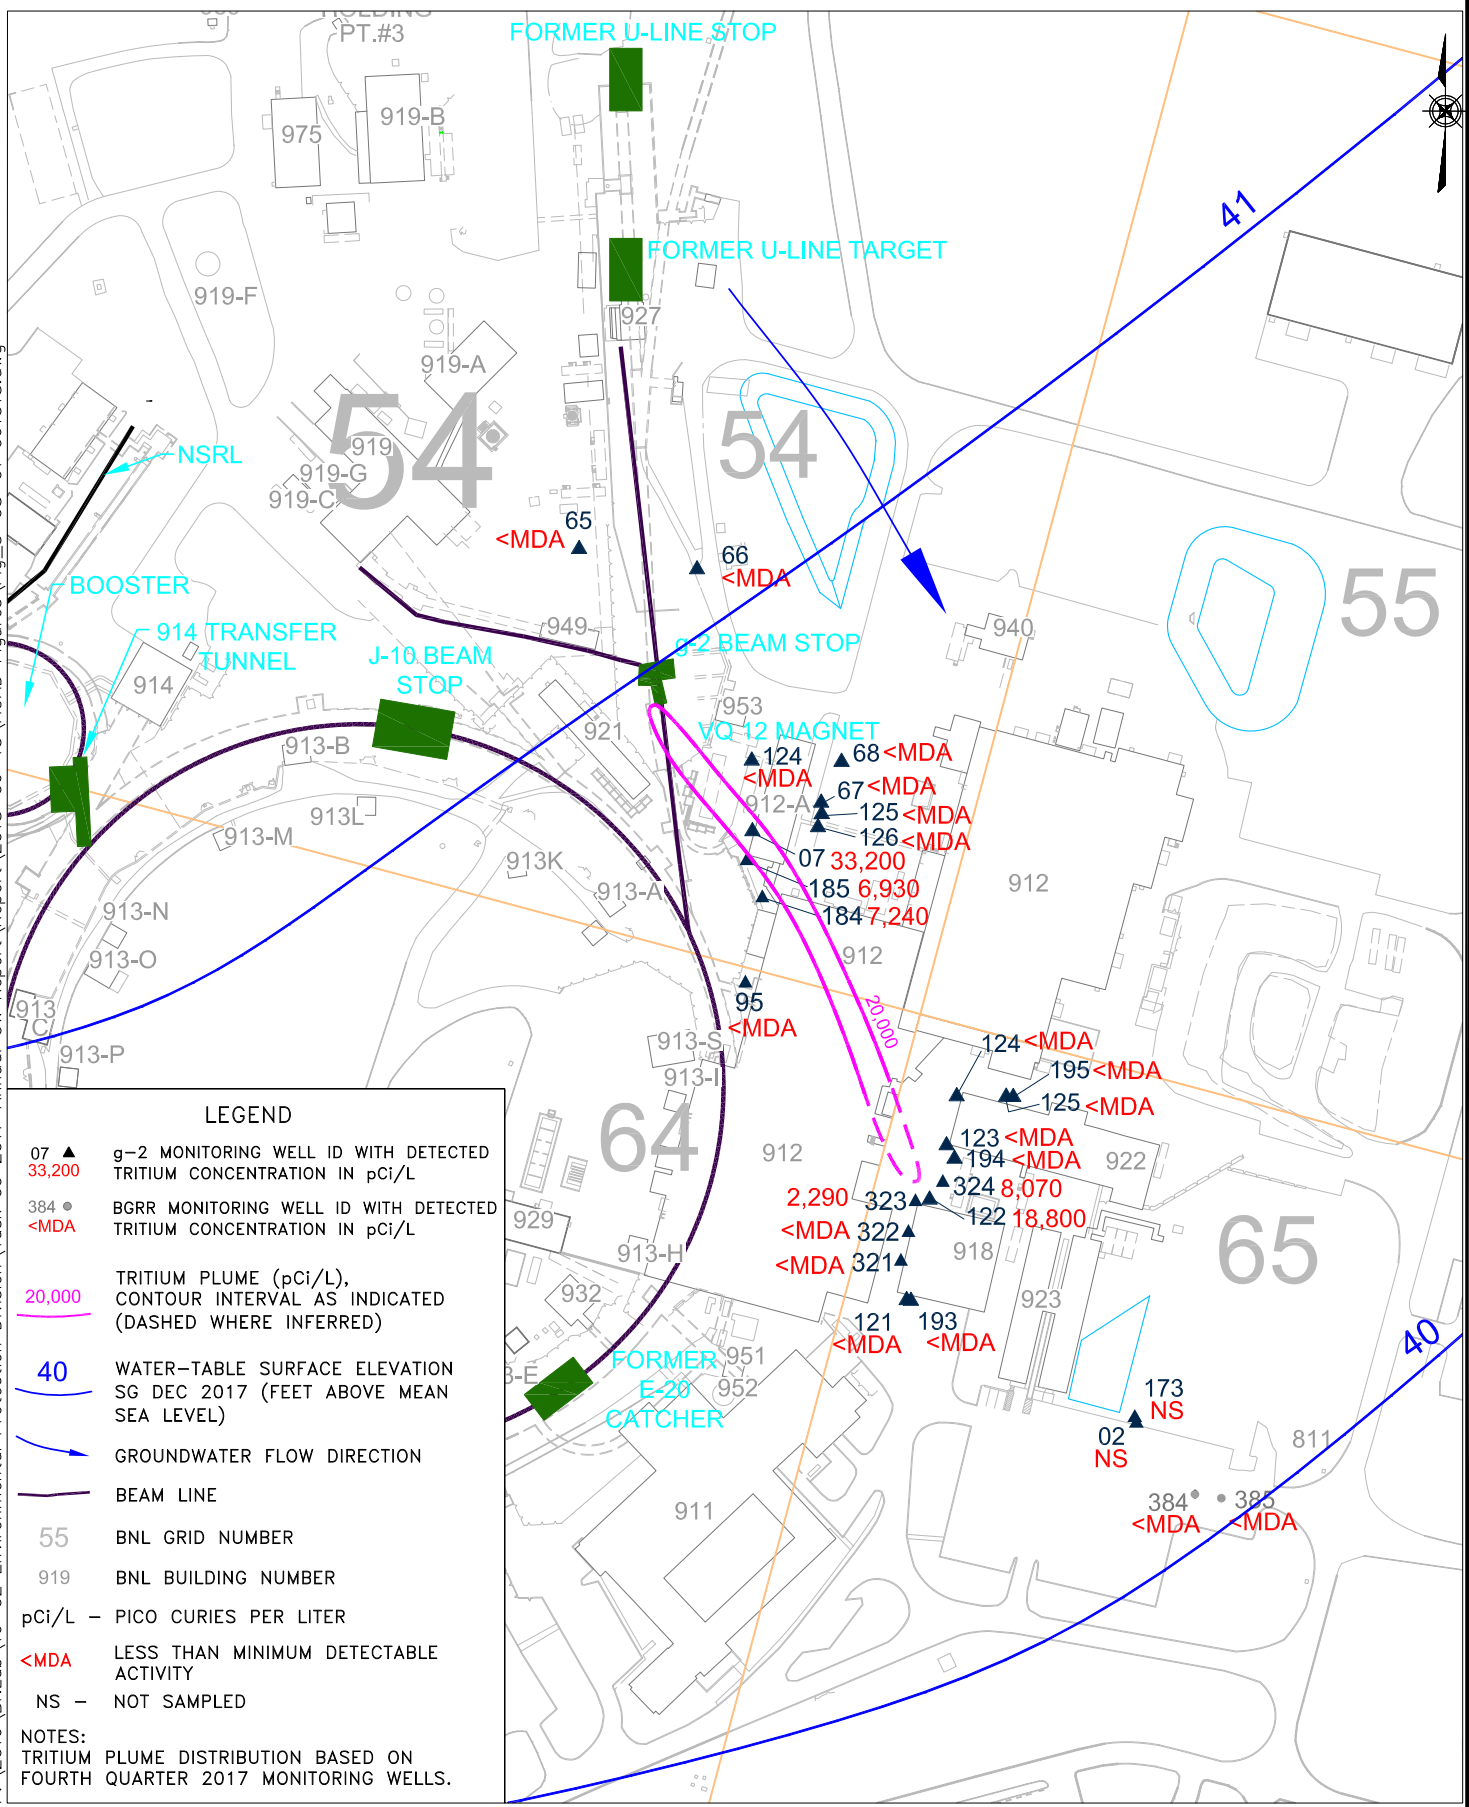 PT.#3
FORMER U-LINE STOP
975
919-B
41
FORMER U-LINE TARGET
919-F
927
919-A
54
54
919
NSRL
919-G
919-C
65
<MDA
66
<MDA
55
BOOSTER
949
940
914 TRANSFER
TUNNEL
g-2 BEAM STOP
J-10 BEAM
STOP
914
953
921
VQ 12 MAGNET
913-B
124
<MDA
68 <MDA
67 <MDA
912-A
125 <MDA
913L
913-M
126 <MDA
913K
07 33,200
912
913-A
185 6,930
913-N
184 7,240
912
913-O
95
<MDA
913
C
20,000
913-S
124 <MDA
913-P
913-I
195 <MDA
125 <MDA
64
123 <MDA
912
194 <MDA
922
324 8,070
2,290 323
122 18,800
929
<MDA 322
65
913-H
918
<MDA 321
932
923
121
<MDA
193
<MDA
40
951
FORMER
E-20
CATCHER
952
173
NS
02
NS
811
911
384
<MDA
385
<MDA
LEGEND
07
33,200
g-2 MONITORING WELL ID WITH DETECTED
TRITIUM CONCENTRATION IN pCi/L
384
<MDA
BGRR MONITORING WELL ID WITH DETECTED
TRITIUM CONCENTRATION IN pCi/L
20,000
TRITIUM PLUME (pCi/L),
CONTOUR INTERVAL AS INDICATED
(DASHED WHERE INFERRED)
40
WATER-TABLE SURFACE ELEVATION
SG DEC 2017 (FEET ABOVE MEAN
SEA LEVEL)
GROUNDWATER FLOW DIRECTION
BEAM LINE
55 BNL GRID NUMBER
919 BNL BUILDING NUMBER
pCi/L - PICO CURIES PER LITER
<MDA LESS THAN MINIMUM DETECTABLE
ACTIVITY
NS - NOT SAMPLED
NOTES:
TRITIUM PLUME DISTRIBUTION BASED ON
FOURTH QUARTER 2017 MONITORING WELLS.